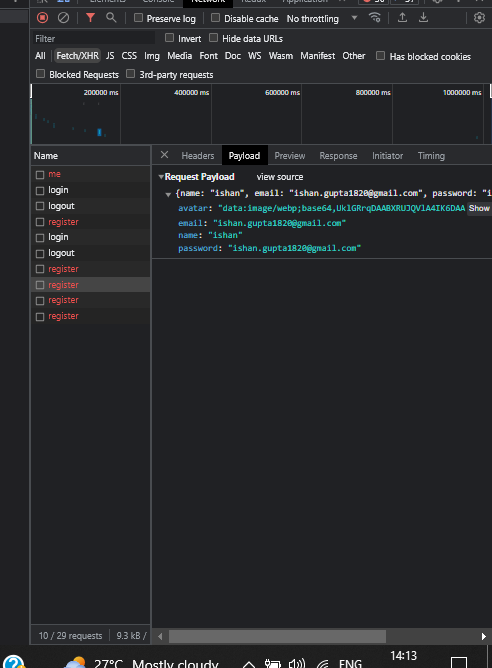 Network
Preserve log Disable cache No throttling
Filter Invert Hide data URLs
All Fetch/XHR JS CSS Img Media Font Doc WS Wasm Manifest Other Has blocked cookies
Blocked Requests 3rd-party requests
200000 ms 400000 ms 600000 ms 800000 ms 1000000 ms
Name
me
login
logout
register
login
logout
register
register
register
register
Headers Payload Preview Response Initiator Timing
Request Payload view source
{name: "ishan", email: "ishan.gupta1820@gmail.com", password: "i
avatar: "data:image/webp;base64,UklGRrqDAABXRUJQVlA4IK6DAA Show
email: "ishan.gupta1820@gmail.com"
name: "ishan"
password: "ishan.gupta1820@gmail.com"
10 / 29 requests 9.3 kB /
27°C Mostly cloudy ENG
14:13